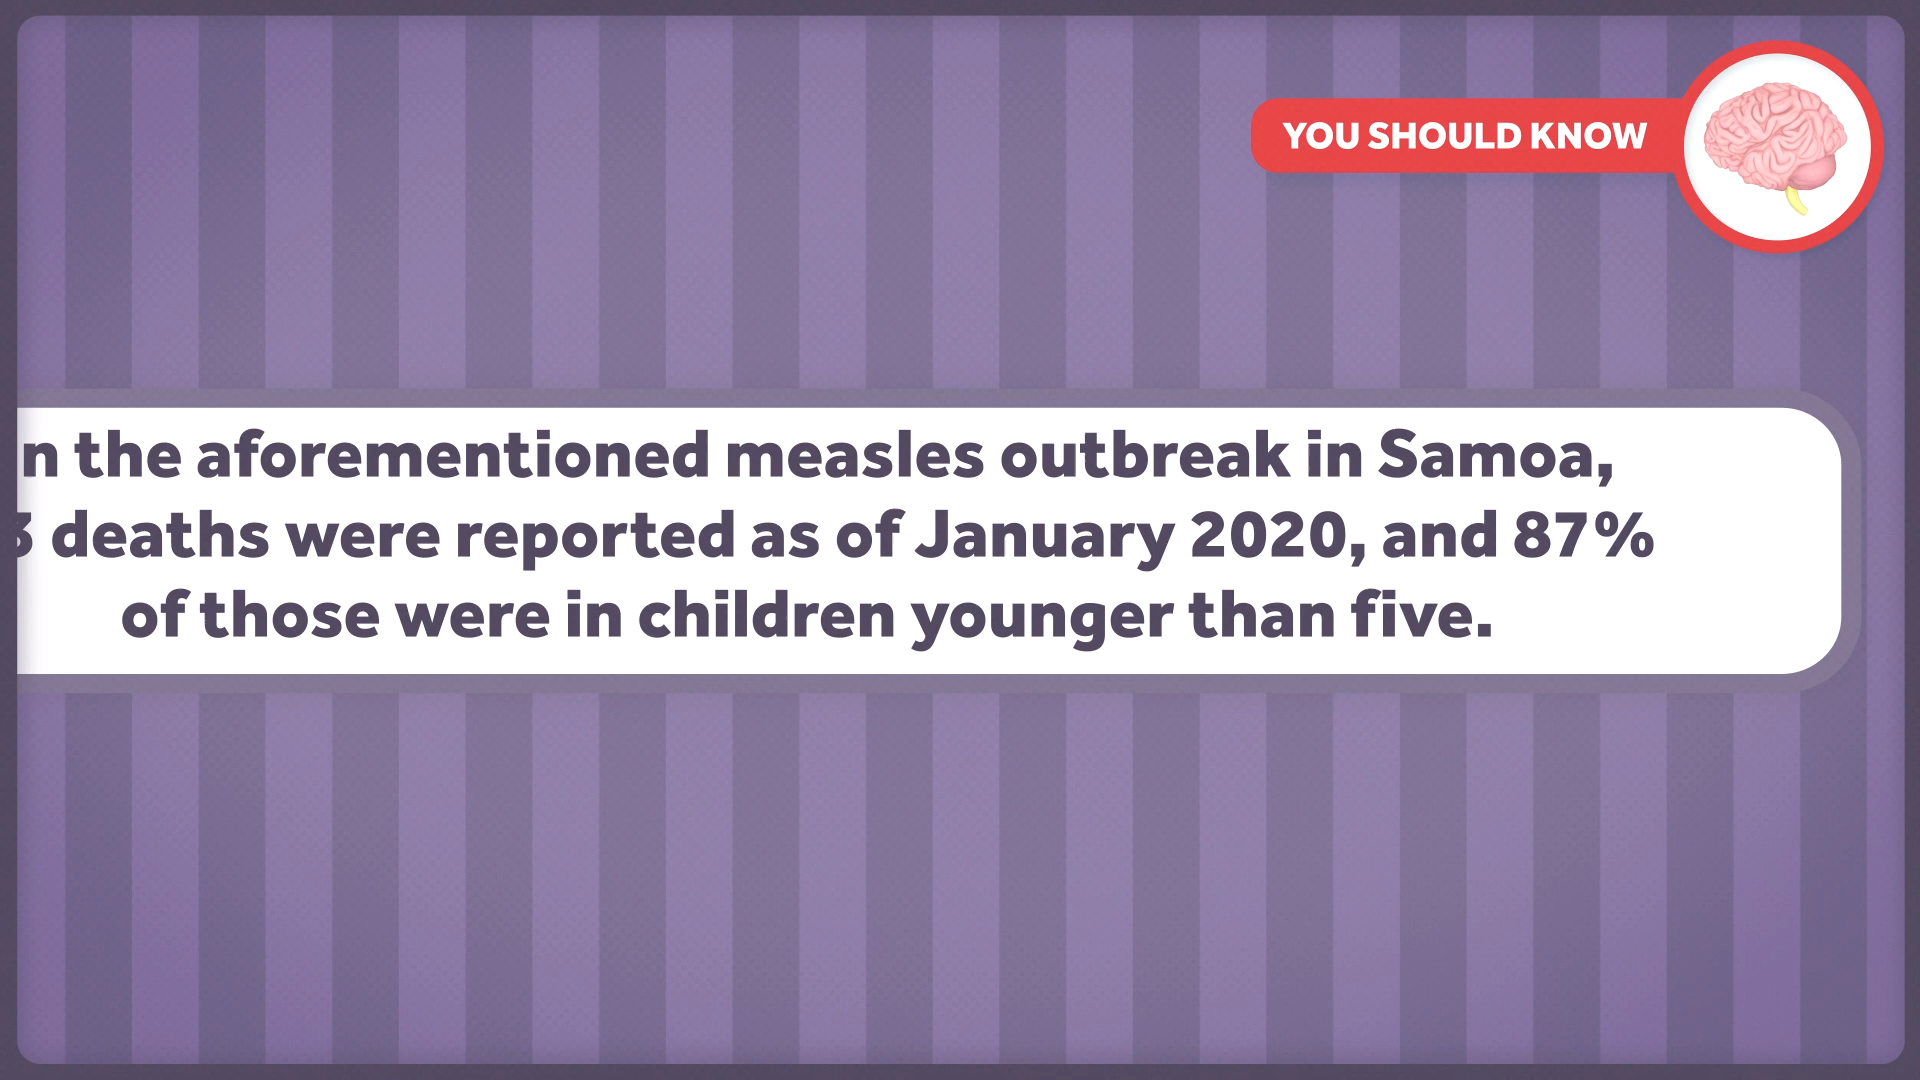 YOU SHOULD KNOW
n the aforementioned measles outbreak in Samoa,
3 deaths were reported as of January 2020, and 87%
of those were in children younger than five.